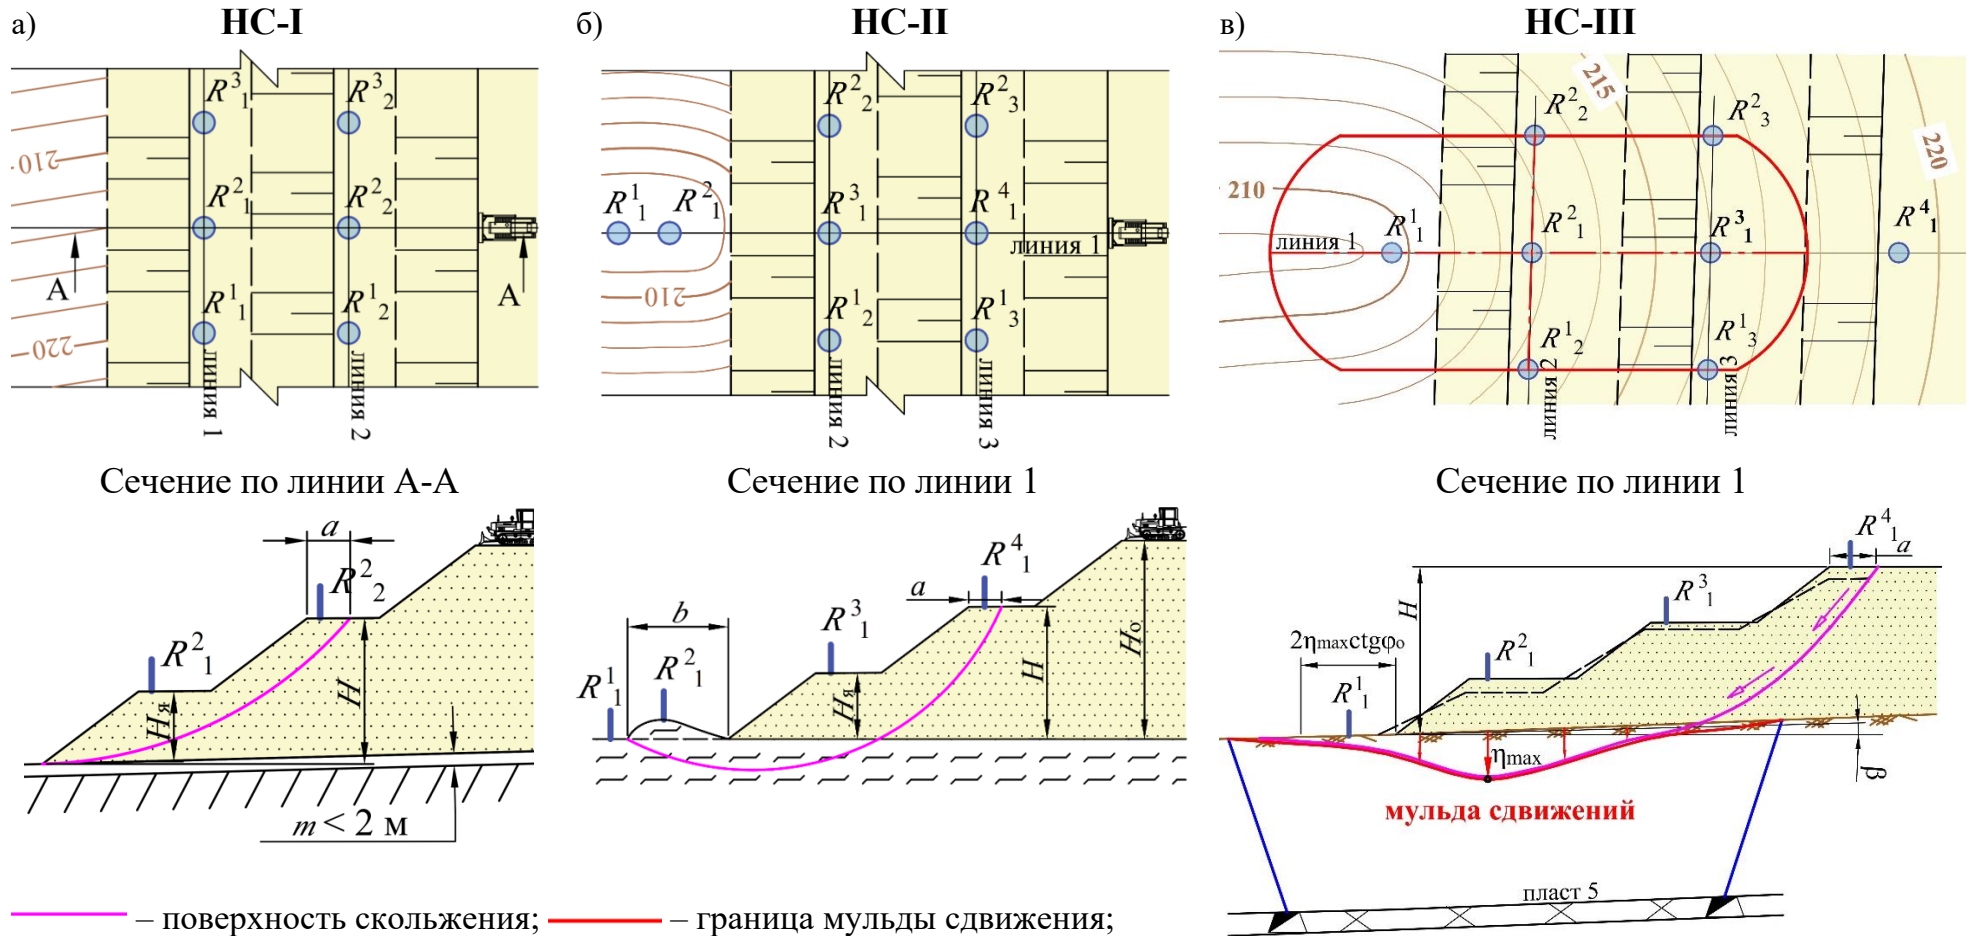 а) НС-I
R³₁ R³₂
210
R²₁ R²₂
А А
R¹₁ R¹₂
220
линия 1 линия 2
Сечение по линии А-А
a
R²₂
R²₁
Hя H
m < 2 м
б) НС-II
R²₂ R²₃
R¹₁ R²₁ R³₁ R⁴₁
линия 1
210
R¹₂ R¹₃
линия 2 линия 3
Сечение по линии 1
R⁴₁
a
b R³₁
R¹₁ R²₁
Hя H Hо
в) НС-III
215
R²₂ R²₃
220
210
R¹₁ R²₁ R³₁ R⁴₁
линия 1
R¹₂ R¹₃
линия 2 линия 3
Сечение по линии 1
R⁴₁ a
H R³₁
2ηmaxctgφо R²₁
R¹₁
ηmax
β
мульда сдвижений
пласт 5
– поверхность скольжения; – граница мульды сдвижения;